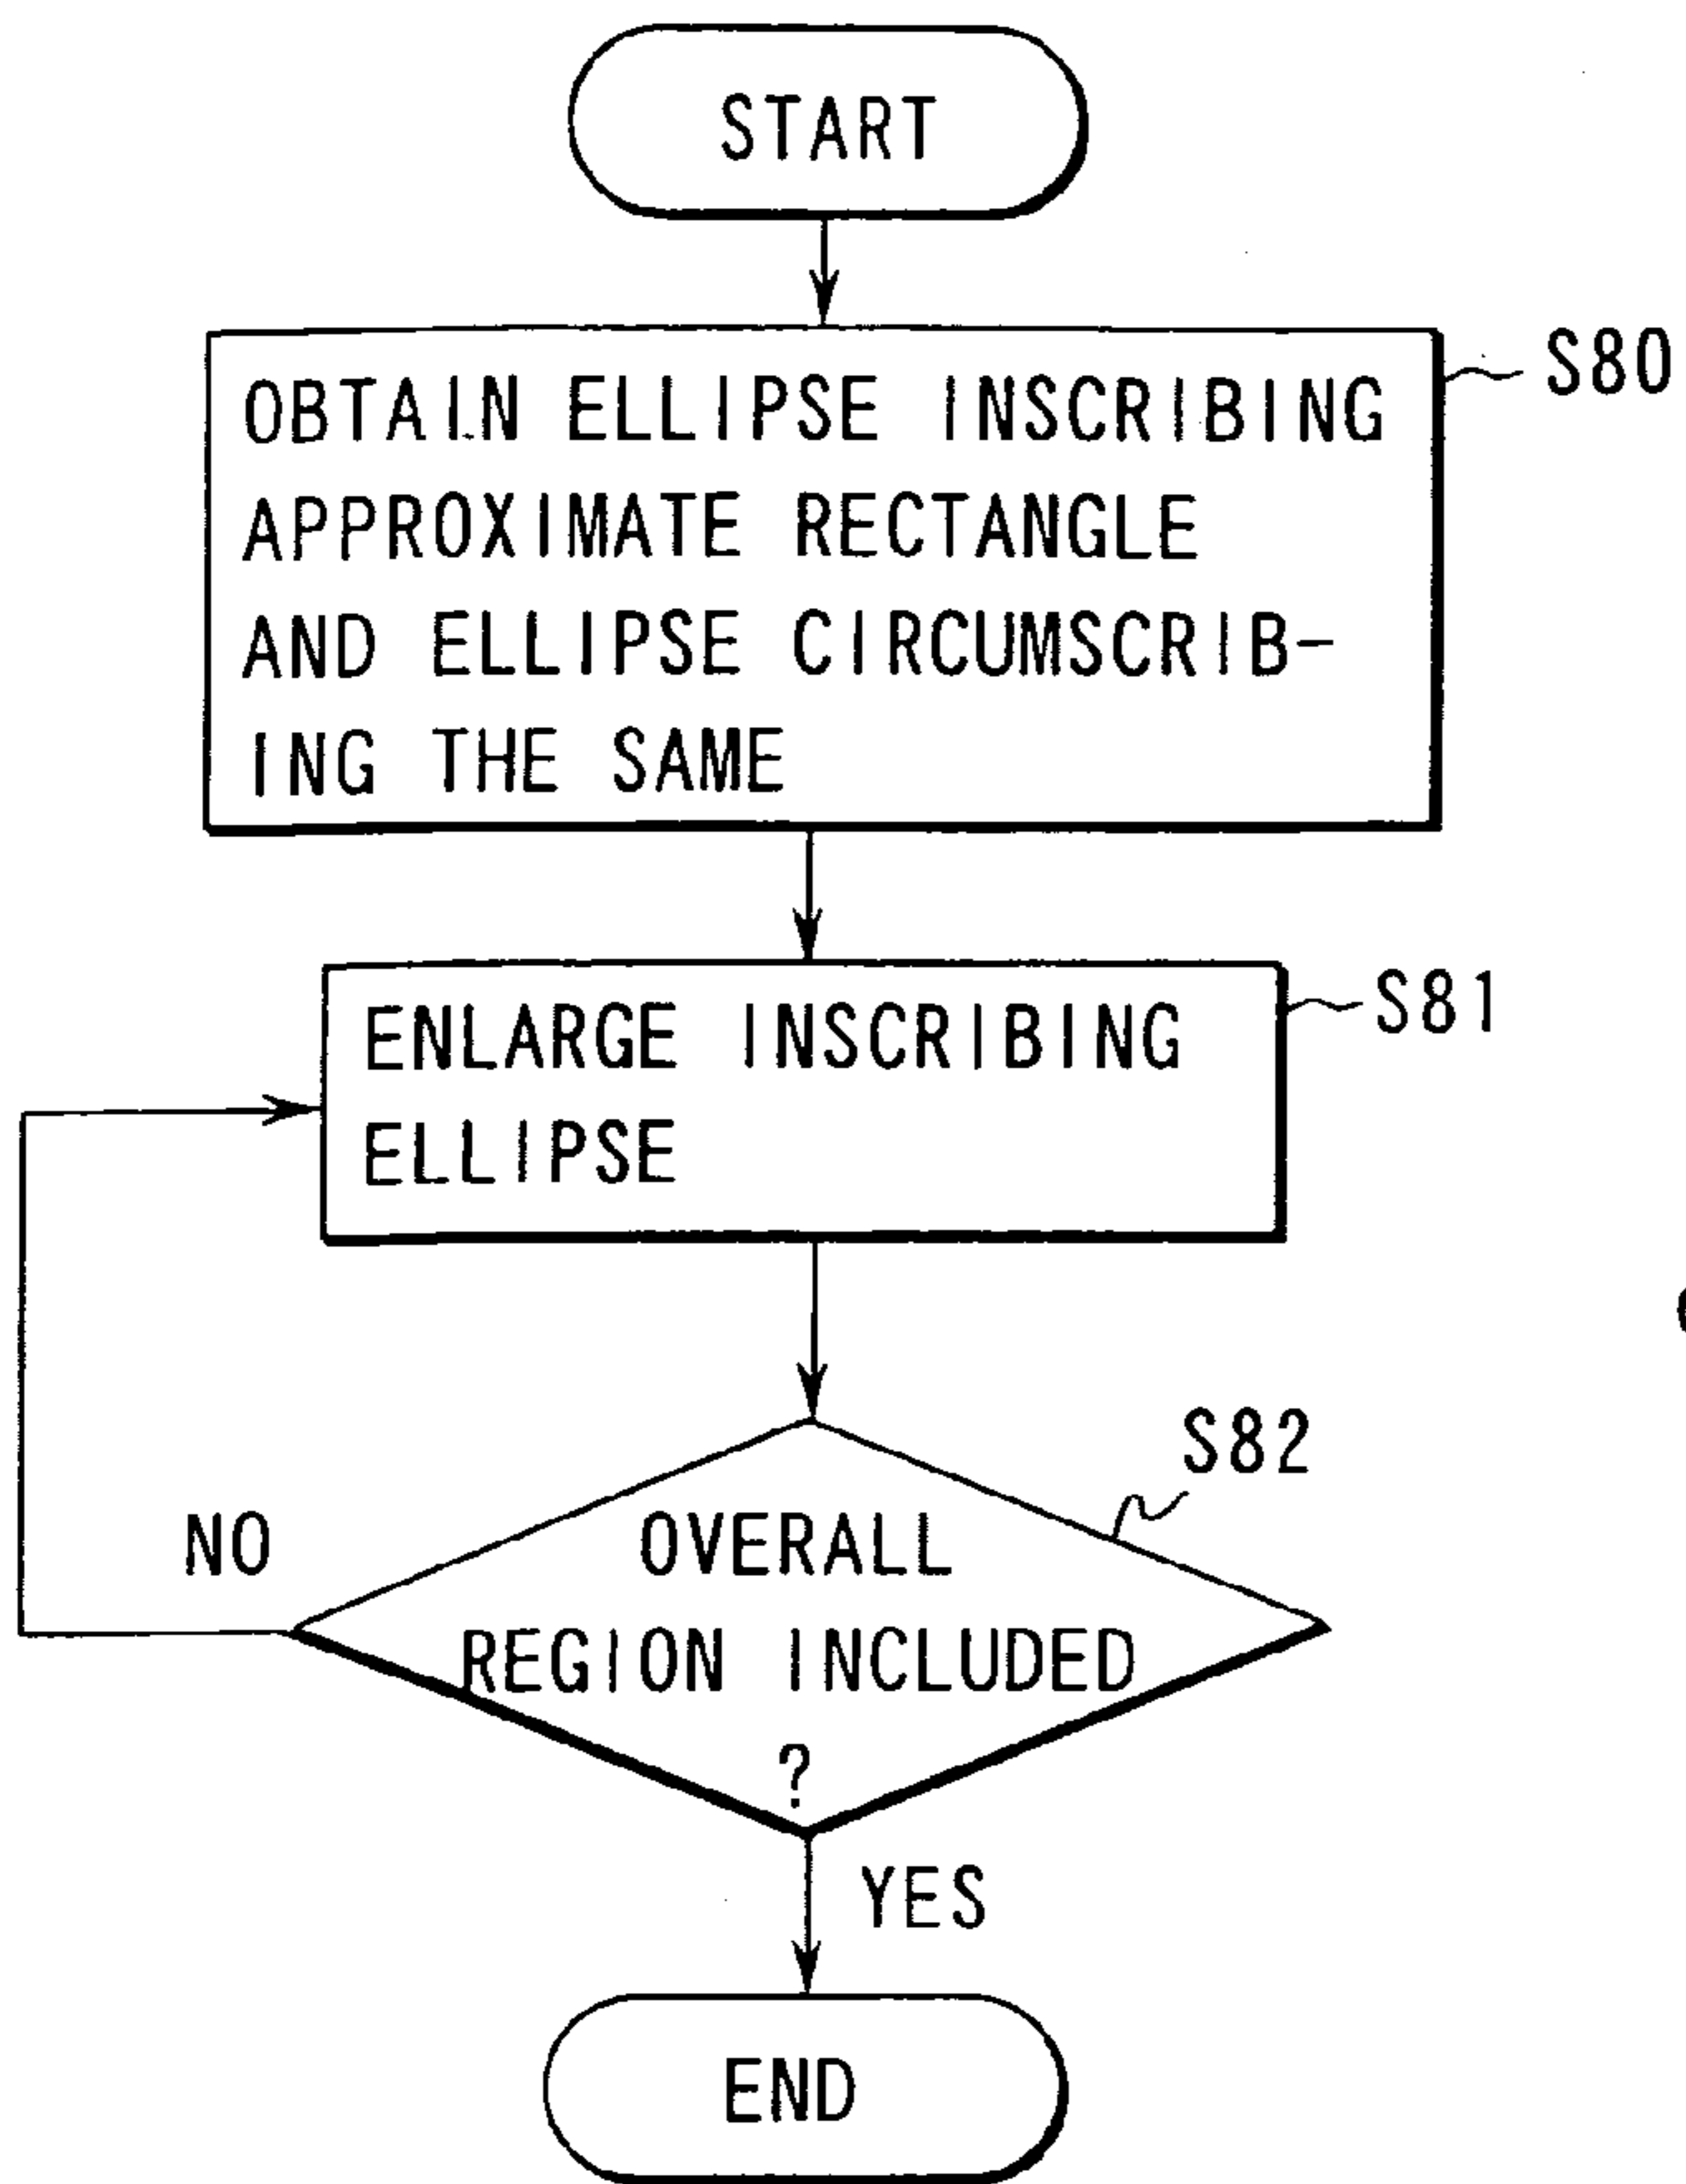 START
OBTAIN ELLIPSE INSCRIBING
APPROXIMATE RECTANGLE
AND ELLIPSE CIRCUMSCRIB-
ING THE SAME
S80
ENLARGE INSCRIBING
ELLIPSE
S81
S82
OVERALL
REGION INCLUDED
?
NO
YES
END